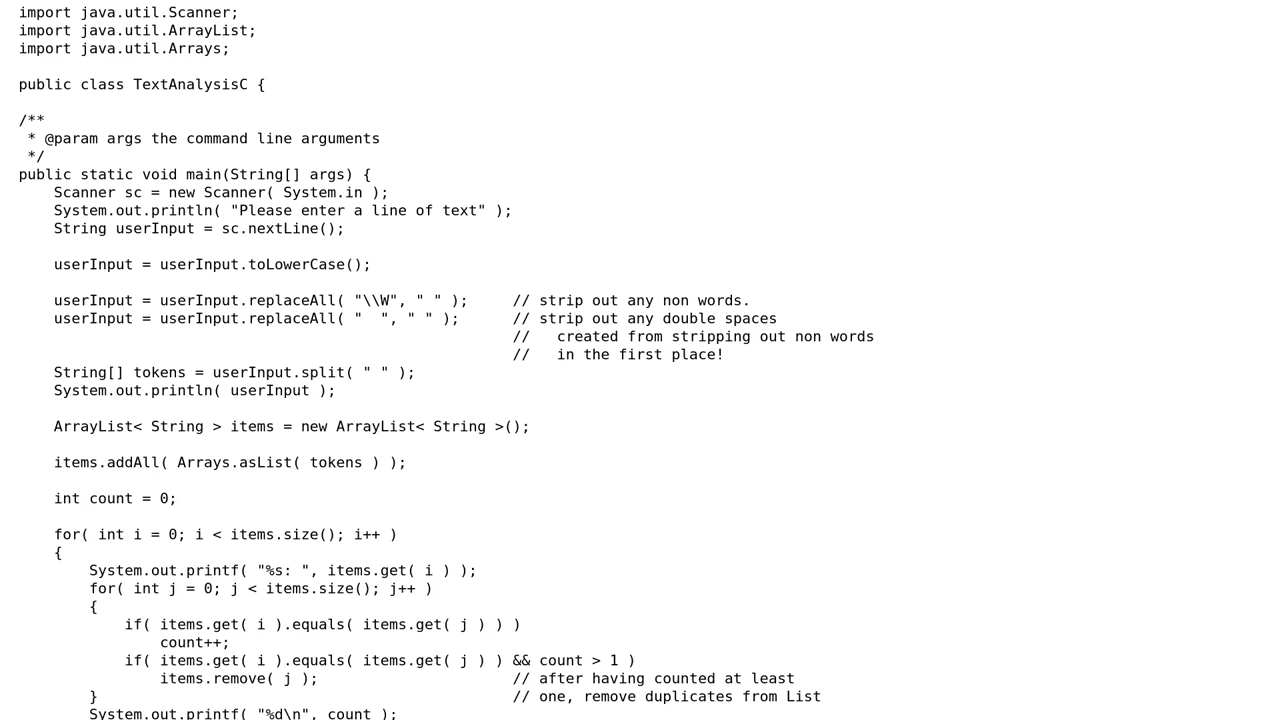 import java.util.Scanner;
import java.util.ArrayList;
import java.util.Arrays;

public class TextAnalysisC {

/**
 * @param args the command line arguments
 */
public static void main(String[] args) {
    Scanner sc = new Scanner( System.in );
    System.out.println( "Please enter a line of text" );
    String userInput = sc.nextLine();

    userInput = userInput.toLowerCase();

    userInput = userInput.replaceAll( "\\W", " " );     // strip out any non words.
    userInput = userInput.replaceAll( "  ", " " );      // strip out any double spaces
                                                        //   created from stripping out non words
                                                        //   in the first place!
    String[] tokens = userInput.split( " " );
    System.out.println( userInput );

    ArrayList< String > items = new ArrayList< String >();

    items.addAll( Arrays.asList( tokens ) );

    int count = 0;

    for( int i = 0; i < items.size(); i++ )
    {
        System.out.printf( "%s: ", items.get( i ) );
        for( int j = 0; j < items.size(); j++ )
        {
            if( items.get( i ).equals( items.get( j ) ) )
                count++;
            if( items.get( i ).equals( items.get( j ) ) && count > 1 )
                items.remove( j );                      // after having counted at least
        }                                               // one, remove duplicates from List
        System.out.printf( "%d\n", count );